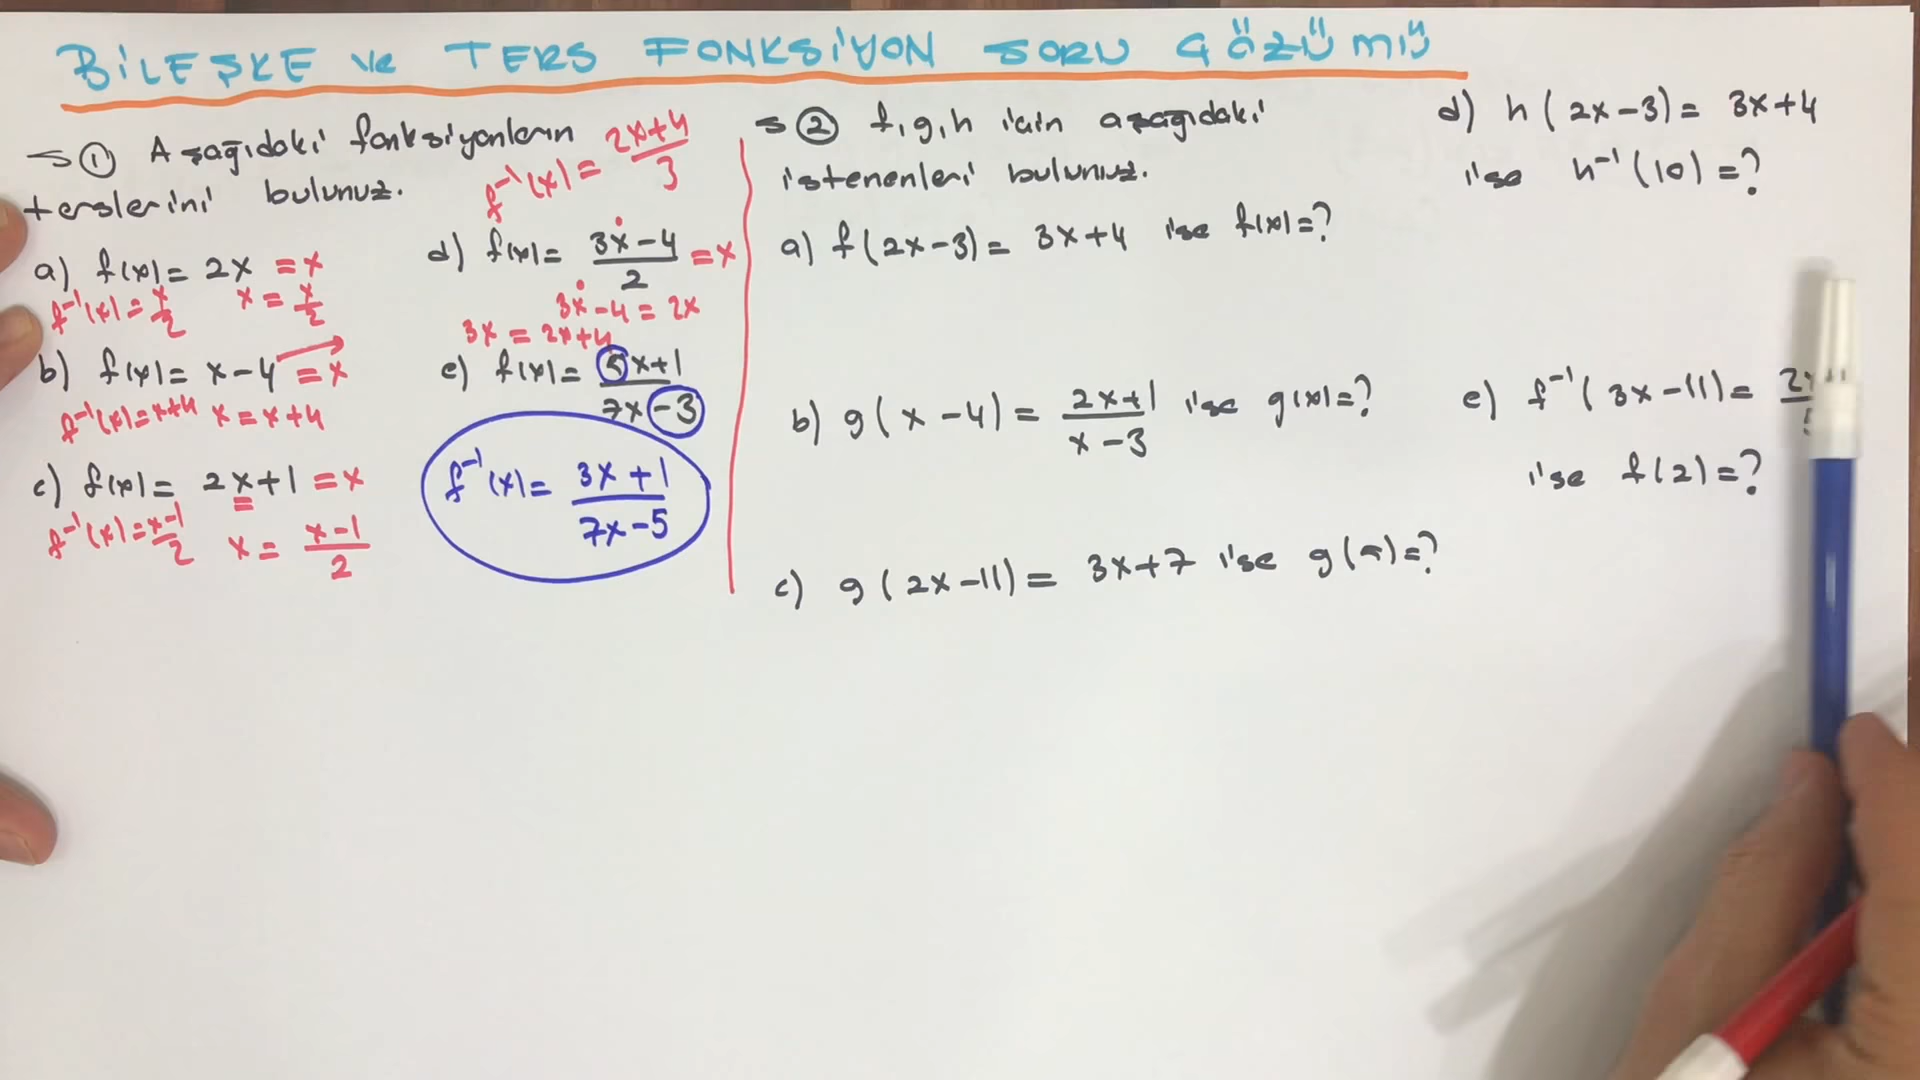 BİLEŞKE ve TERS FONKSİYON SORU ÇÖZÜMÜ
S① Aşağıdaki fonksiyonların
terslerini bulunuz.
a) f(x) = 2x = x
f⁻¹(x) = x/2 x = x/2
b) f(x) = x-4 = x
f⁻¹(x) = x+4 x = x+4
c) f(x) = 2x+1 = x
f⁻¹(x) = x-1/2 x = x-1/2
f⁻¹(x) = 2x+4/3
d) f(x) = 3x-4/2 = x
3x-4 = 2x
3x = 2x+4
e) f(x) = 5x+1/7x-3
f⁻¹(x) = 3x+1/7x-5
S② f,g,h için aşağıdaki
istenenleri bulunuz.
a) f(2x-3) = 3x+4 ise f(x)=?
b) g(x-4) = 2x+1/x-3 ise g(x)=?
c) g(2x-11) = 3x+7 ise g(5)=?
d) h(2x-3) = 3x+4
ise h⁻¹(10) = ?
e) f⁻¹(3x-11) =
ise f(2) = ?